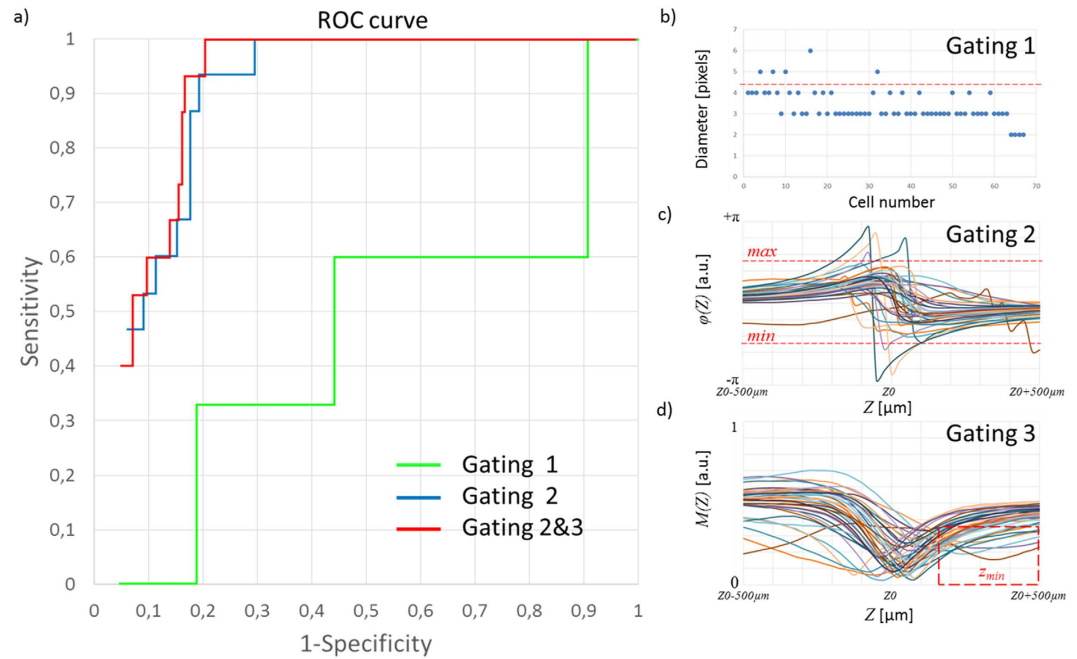 a)
ROC curve
1
0,9
0,8
0,7
0,6
0,5
0,4
0,3
0,2
0,1
0
Sensitivity
0
0,1
0,2
0,3
0,4
0,5
0,6
0,7
0,8
0,9
1
1-Specificity
Gating 1
Gating 2
Gating 2&3
b)
Gating 1
Diameter [pixels]
7
6
5
4
3
2
1
0
0
10
20
30
40
50
60
70
Cell number
c)
Gating 2
+π
φ(Z) [a.u.]
-π
max
min
Z0-500µm
Z0
Z0+500µm
Z [µm]
d)
Gating 3
1
M(Z) [a.u.]
0
zmin
Z0-500µm
Z0
Z0+500µm
Z [µm]